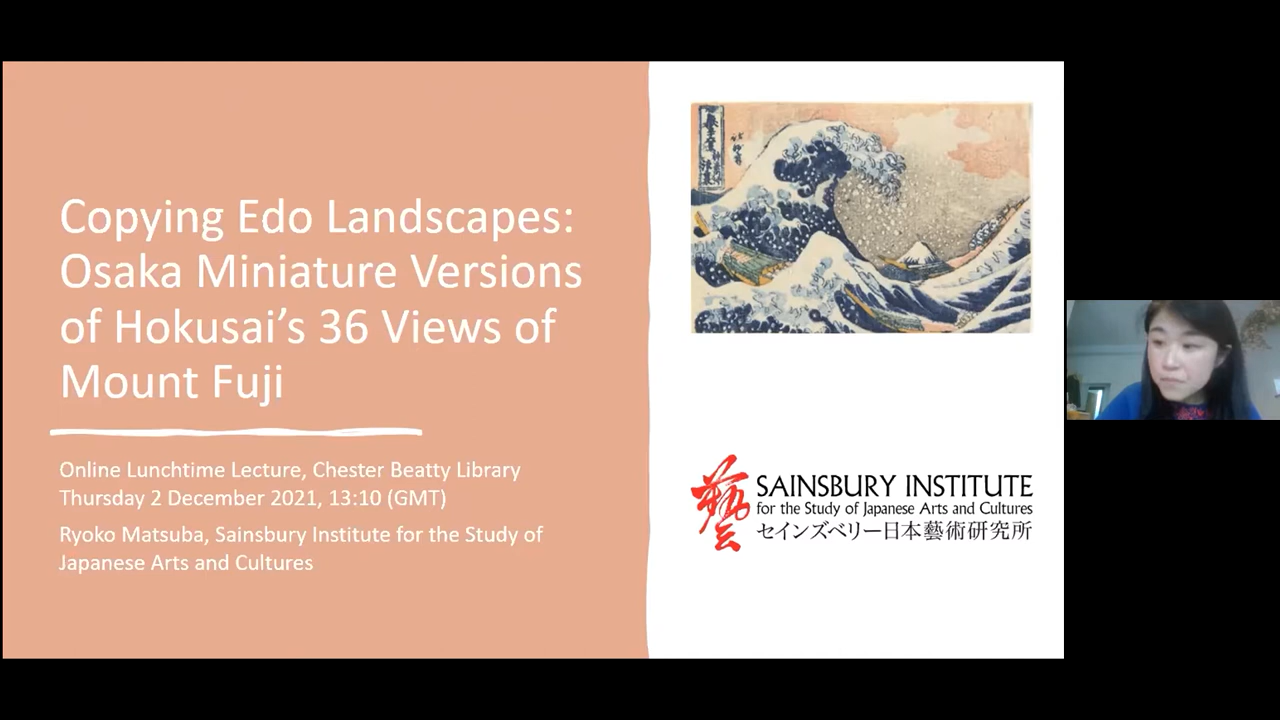 Copying Edo Landscapes:
Osaka Miniature Versions
of Hokusai’s 36 Views of
Mount Fuji
Online Lunchtime Lecture, Chester Beatty Library
Thursday 2 December 2021, 13:10 (GMT)
Ryoko Matsuba, Sainsbury Institute for the Study of
Japanese Arts and Cultures
藝
SAINSBURY INSTITUTE
for the Study of Japanese Arts and Cultures
セインズベリー日本藝術研究所